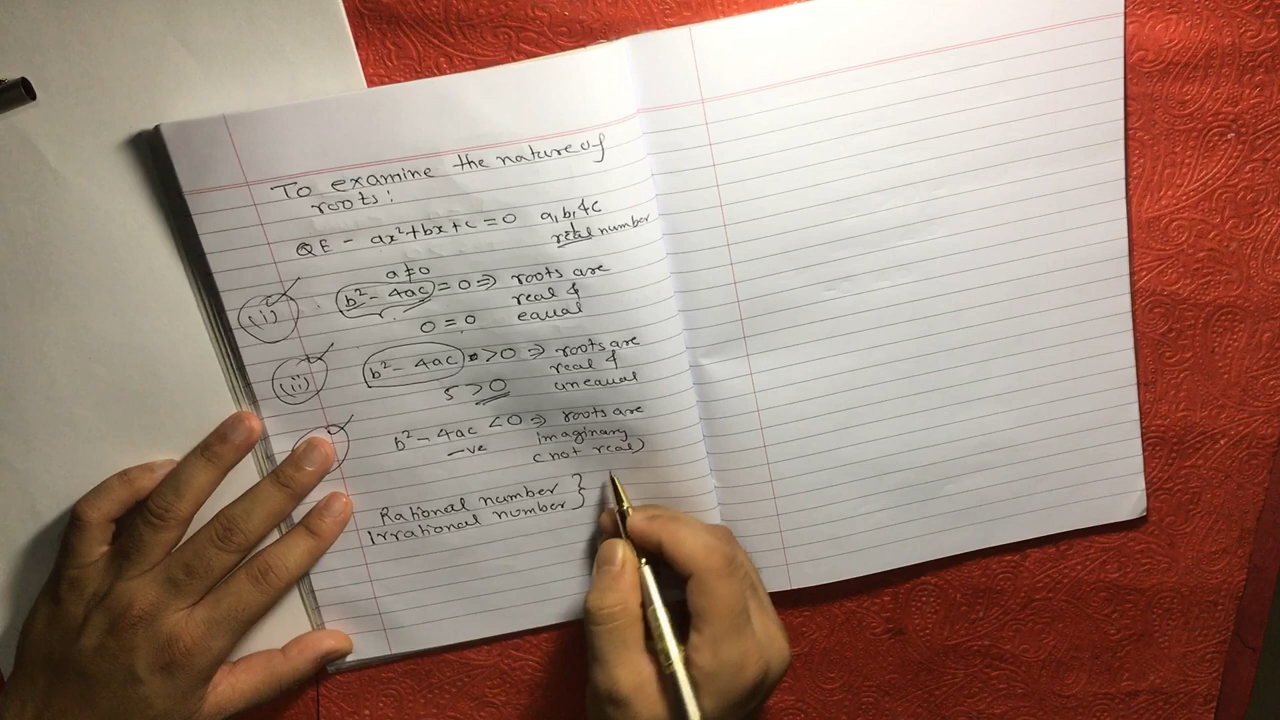 To examine the nature of
roots:
QE - ax²+bx+c=0 a, b, & c
real number
a≠0
(i) b²-4ac=0 ⇒ roots are
real &
0=0 equal
(ii) b²-4ac >0 ⇒ roots are
real &
5>0 unequal
b²-4ac <0 ⇒ roots are
-ve imaginary
(not real)
Rational number }
Irrational number }